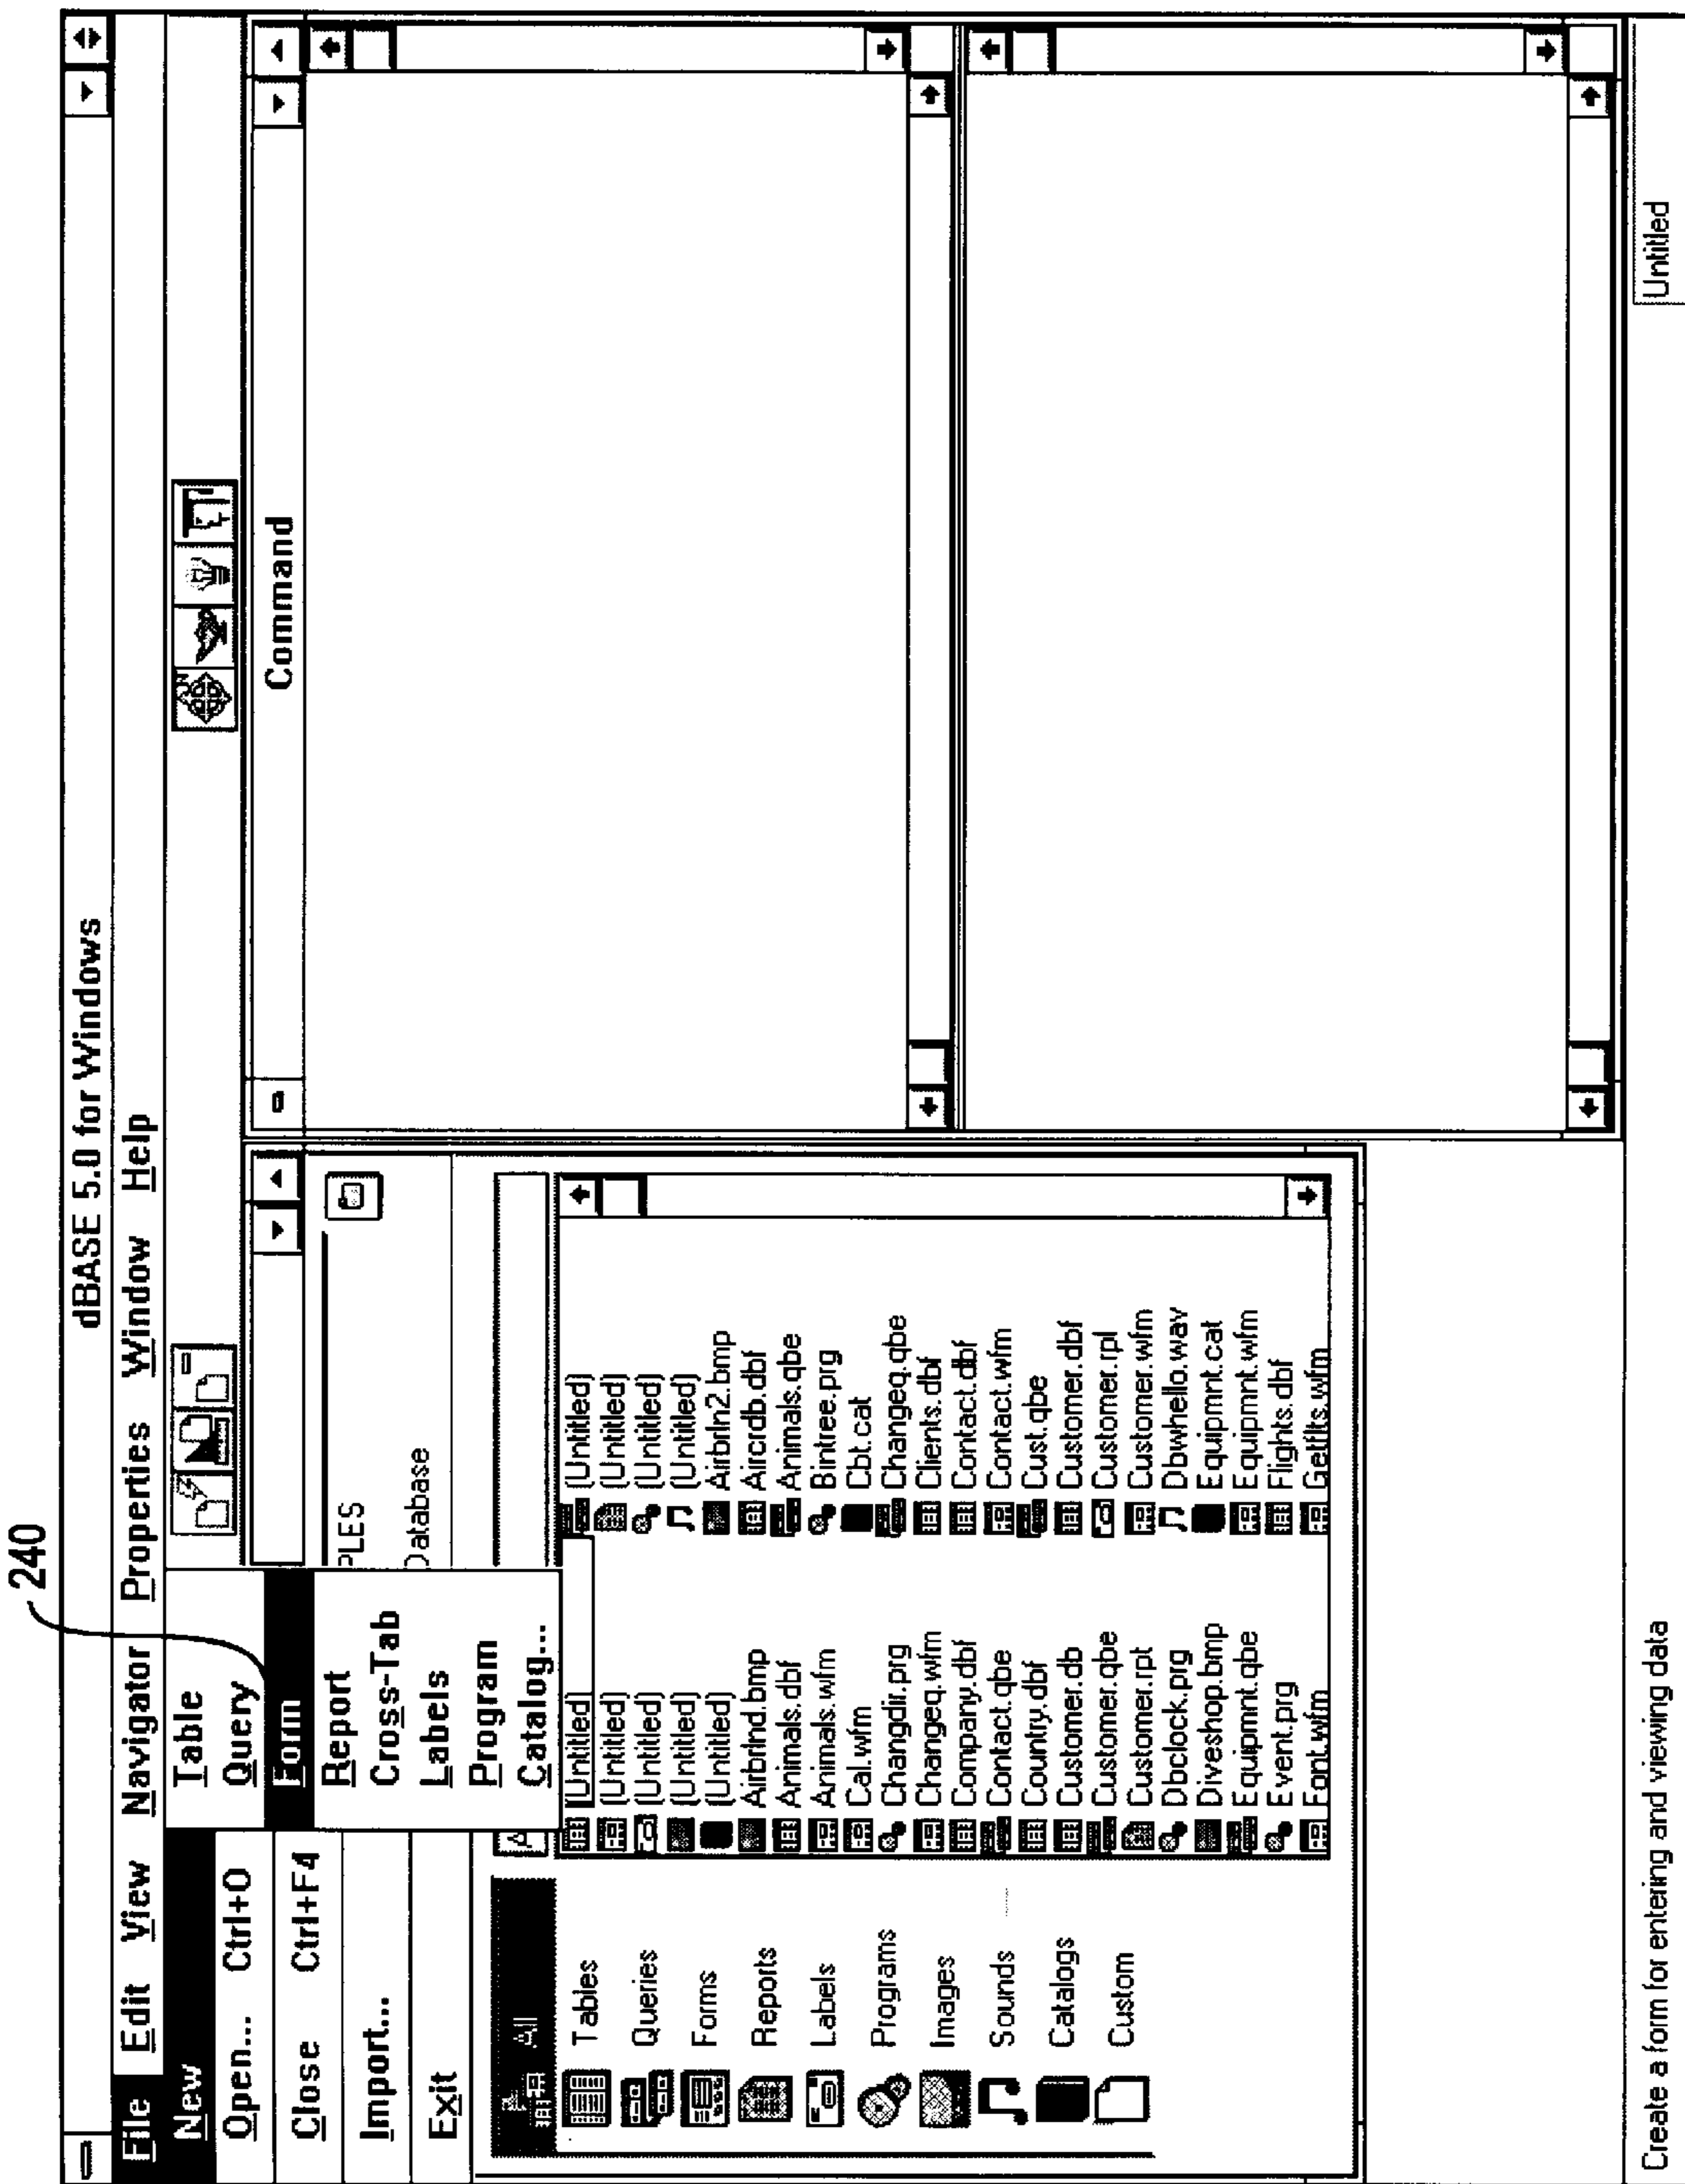 240
dBASE 5.0 for Windows
File Edit View Navigator Properties Window Help
New
Open... Ctrl+O
Close Ctrl+F4
Import...
Exit
Table
Query
Form
Report
Cross-Tab
Labels
Program
Catalog...
PLES
Database
Command
All
Tables
Queries
Forms
Reports
Labels
Programs
Images
Sounds
Catalogs
Custom
(Untitled)
(Untitled)
(Untitled)
(Untitled)
(Untitled)
Airbrlnd.bmp
Animals.dbf
Animals.wfm
Cal.wfm
Changdir.prg
Changeq.wfm
Company.dbf
Contact.qbe
Country.dbf
Customer.db
Customer.qbe
Customer.rpt
Dbclock.prg
Diveshop.bmp
Equipmnt.qbe
Event.prg
Font.wfm
(Untitled)
(Untitled)
(Untitled)
(Untitled)
Airbrln2.bmp
Aircrdb.dbf
Animals.qbe
Bintree.prg
Cbt.cat
Changeq.qbe
Clients.dbf
Contact.dbf
Contact.wfm
Cust.qbe
Customer.dbf
Customer.rpl
Customer.wfm
Dbwhello.wav
Equipmnt.cat
Equipmnt.wfm
Flights.dbf
Getflts.wfm
Create a form for entering and viewing data
Untitled